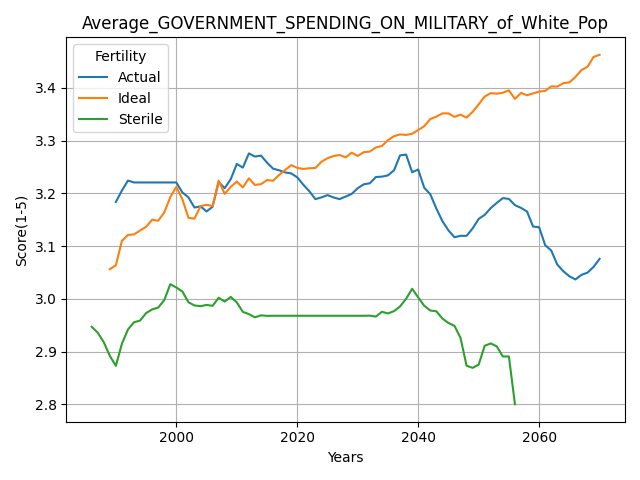 Average_GOVERNMENT_SPENDING_ON_MILITARY_of_White_Pop
Fertility
Actual
Ideal
Sterile
Score(1-5)
3.4
3.3
3.2
3.1
3.0
2.9
2.8
2000 2020 2040 2060
Years